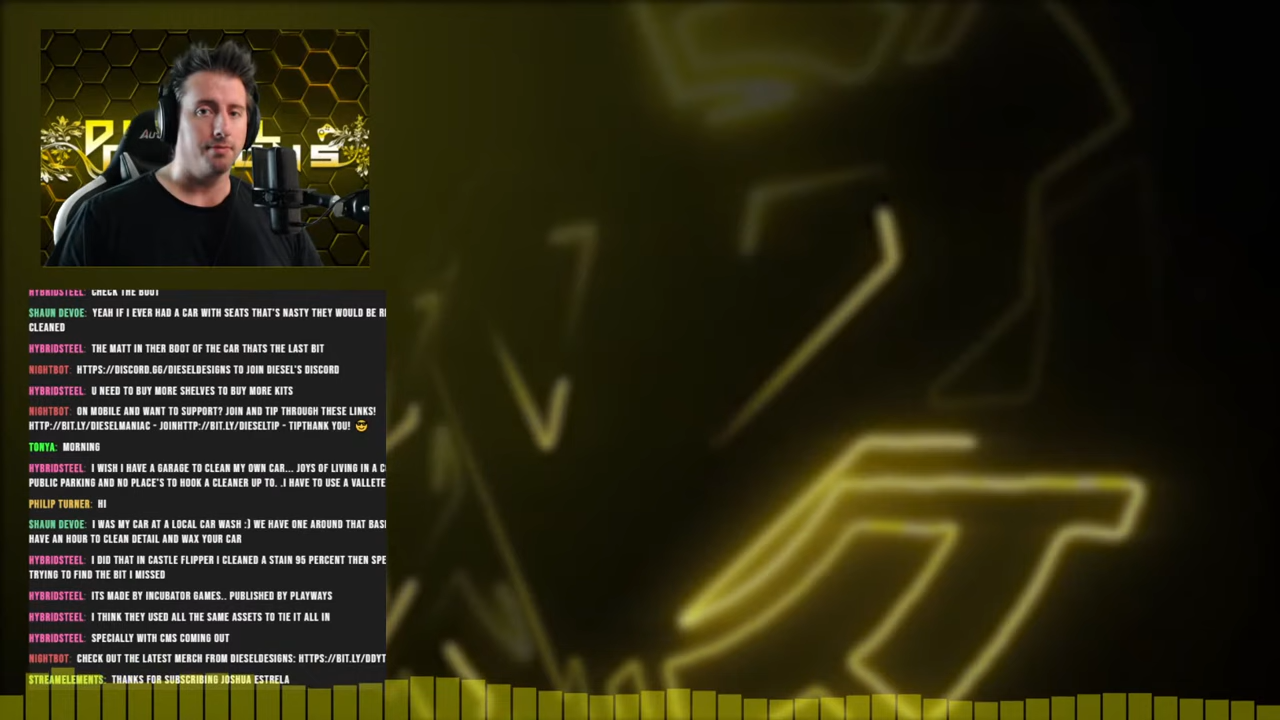 HYBRIDSTEEL: CHECK THE BOOT
SHAUN DEVOE: YEAH IF I EVER HAD A CAR WITH SEATS THAT'S NASTY THEY WOULD BE
CLEANED
HYBRIDSTEEL: THE MATT IN THER BOOT OF THE CAR THATS THE LAST BIT
NIGHTBOT: HTTPS://DISCORD.GG/DIESELDESIGNS TO JOIN DIESEL'S DISCORD
HYBRIDSTEEL: U NEED TO BUY MORE SHELVES TO BUY MORE KITS
NIGHTBOT: ON MOBILE AND WANT TO SUPPORT? JOIN AND TIP THROUGH THESE LINKS!
HTTP://BIT.LY/DIESELMANIAC - JOINHTTP://BIT.LY/DIESELTIP - TIPTHANK YOU! 😎
TONYA: MORNING
HYBRIDSTEEL: I WISH I HAVE A GARAGE TO CLEAN MY OWN CAR... JOYS OF LIVING IN A
PUBLIC PARKING AND NO PLACE'S TO HOOK A CLEANER UP TO. .I HAVE TO USE A VALLETE
PHILIP TURNER: HI
SHAUN DEVOE: I WAS MY CAR AT A LOCAL CAR WASH :) WE HAVE ONE AROUND THAT
HAVE AN HOUR TO CLEAN DETAIL AND WAX YOUR CAR
HYBRIDSTEEL: I DID THAT IN CASTLE FLIPPER I CLEANED A STAIN 95 PERCENT THEN
TRYING TO FIND THE BIT I MISSED
HYBRIDSTEEL: ITS MADE BY INCUBATOR GAMES.. PUBLISHED BY PLAYWAYS
HYBRIDSTEEL: I THINK THEY USED ALL THE SAME ASSETS TO TIE IT ALL IN
HYBRIDSTEEL: SPECIALLY WITH CMS COMING OUT
NIGHTBOT: CHECK OUT THE LATEST MERCH FROM DIESELDESIGNS: HTTPS://BIT.LY/DDYT
STREAMELEMENTS: THANKS FOR SUBSCRIBING JOSHUA ESTRELA